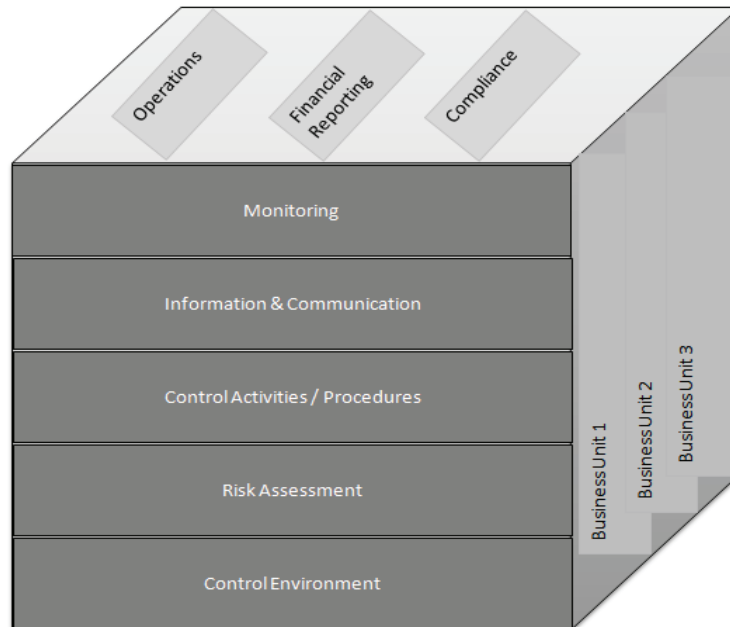 Operations
Financial
Reporting
Compliance
Monitoring
Information & Communication
Control Activities / Procedures
Risk Assessment
Control Environment
Business Unit 1
Business Unit 2
Business Unit 3